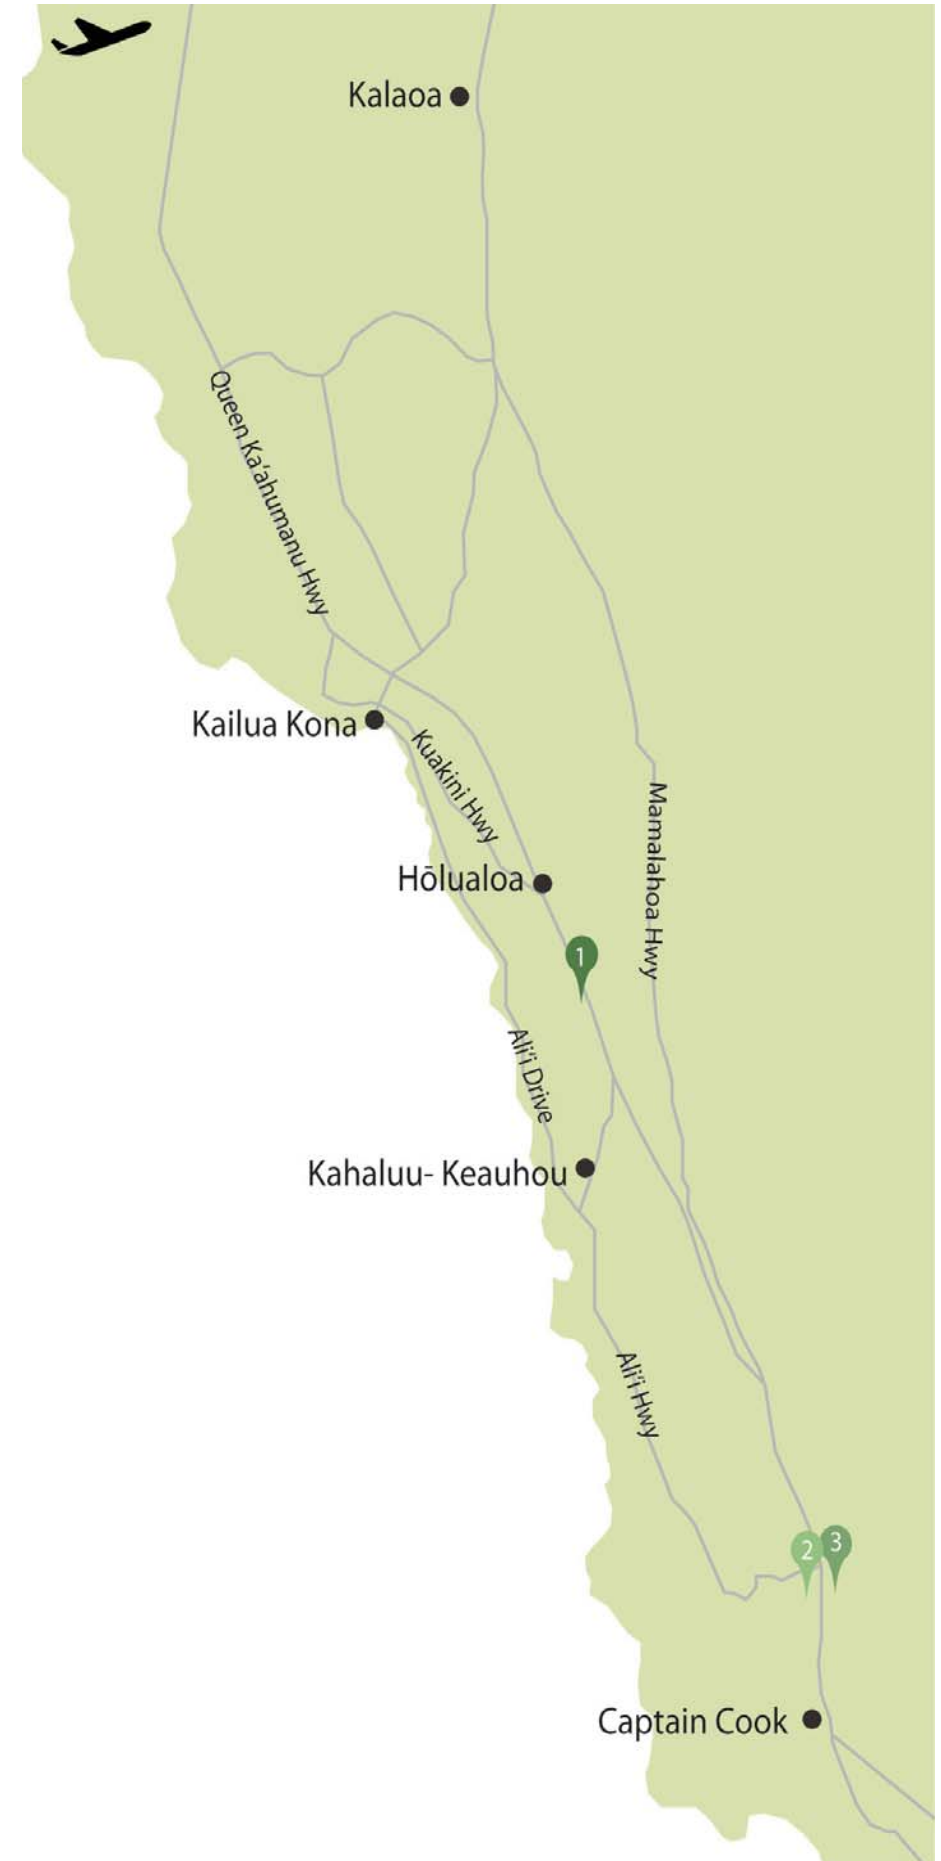 Kalaoa
Queen Ka'ahumanu Hwy
Kailua Kona
Kuakini Hwy
Mamalahoa Hwy
Hōlualoa
1
Ali'i Drive
Kahaluu- Keauhou
Ali'i Hwy
2
3
Captain Cook